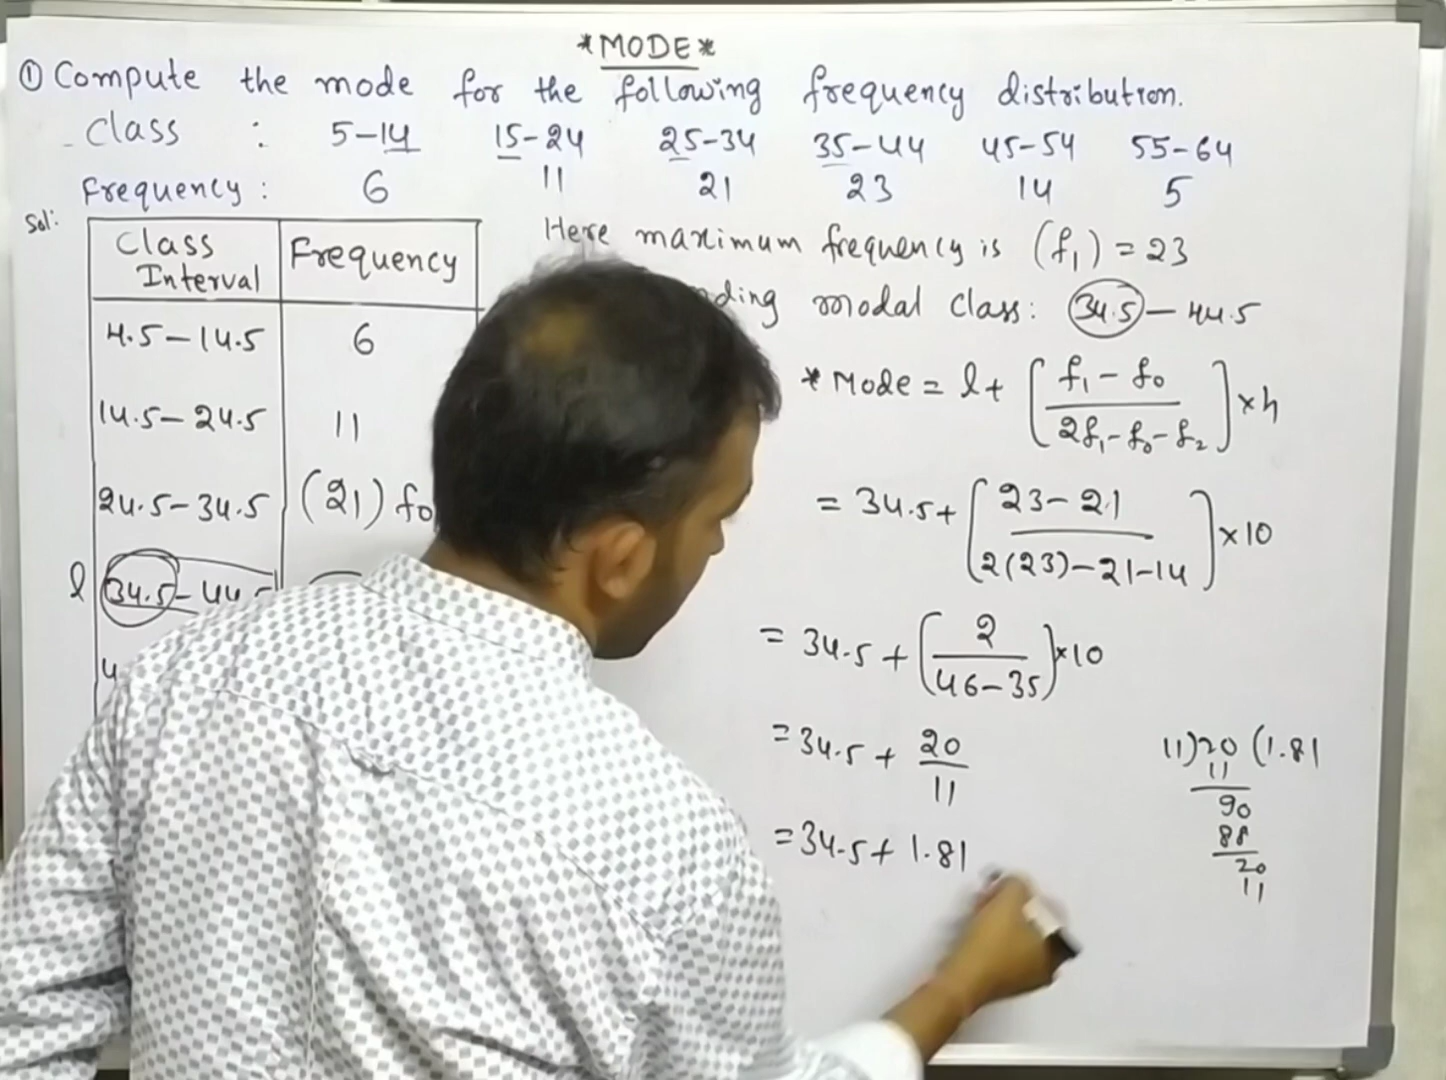 *MODE*
① Compute the mode for the following frequency distribution.
Class : 5-14 15-24 25-34 35-44 45-54 55-64
Frequency : 6 11 21 23 14 5
Sol:
Class Interval Frequency
4.5-14.5 6
14.5-24.5 11
24.5-34.5 (21) fo
l 34.5-44.5
4
Here maximum frequency is (f₁) = 23
nding modal class: 34.5-44.5
* Mode = l + [f₁-f₀ / 2f₁-f₀-f₂] × h
= 34.5 + [23-21 / 2(23)-21-14] × 10
= 34.5 + (2 / 46-35) × 10
= 34.5 + 20/11
= 34.5 + 1.81
11)20(1.81
11
90
88
20
11